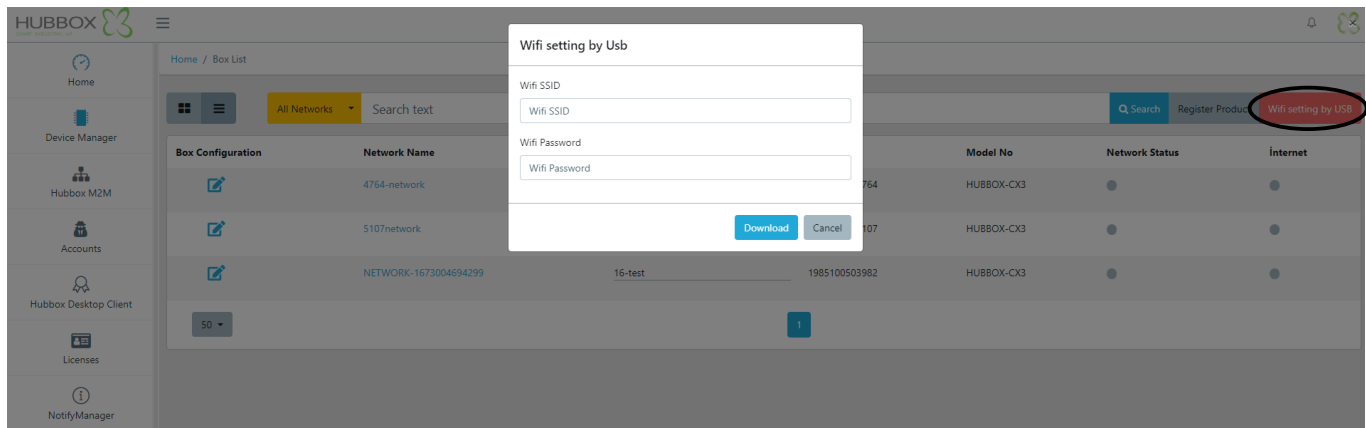 HUBBOX
Home / Box List
Home
Device Manager
Hubbox M2M
Accounts
Hubbox Desktop Client
Licenses
NotifyManager
All Networks
Search text
Search
Register Produc
Wifi setting by USB
Box Configuration
Network Name
Model No
Network Status
İnternet
4764-network
764
HUBBOX-CX3
5107network
107
HUBBOX-CX3
NETWORK-1673004694299
16-test
1985100503982
HUBBOX-CX3
50
1
Wifi setting by Usb
Wifi SSID
Wifi SSID
Wifi Password
Wifi Password
Download
Cancel